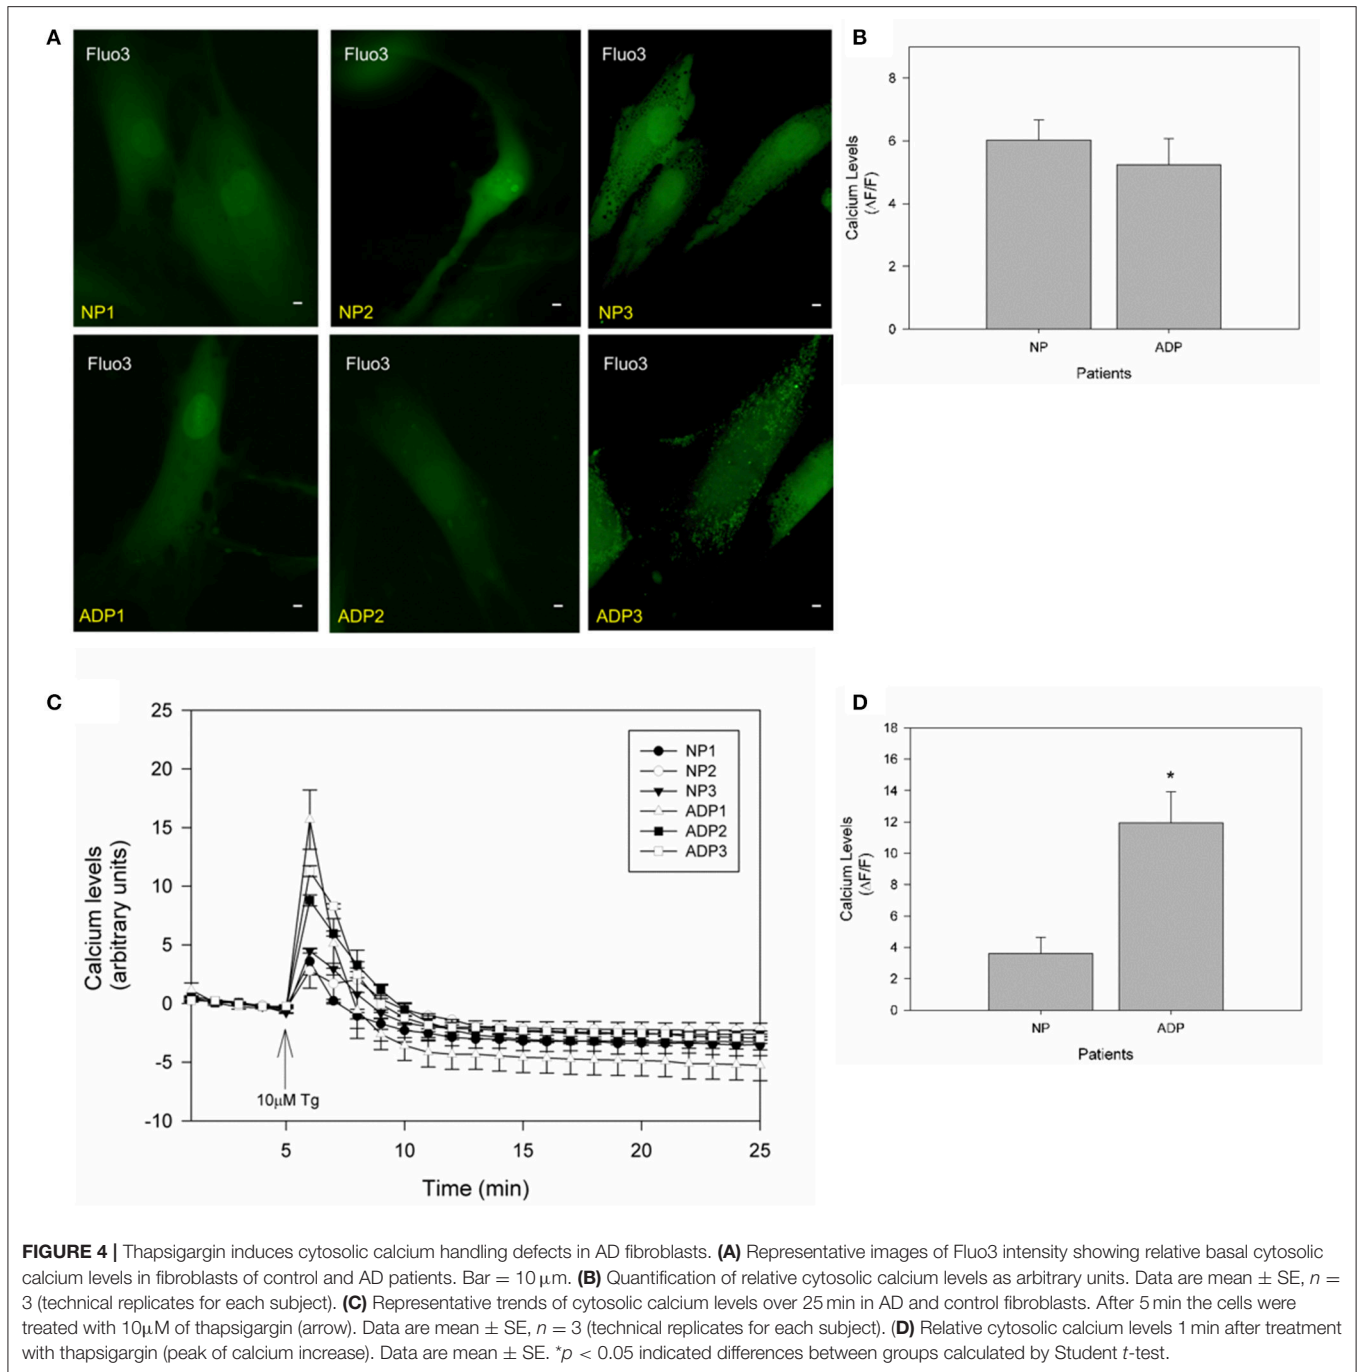 A
Fluo3
Fluo3
Fluo3
NP1
NP2
NP3
Fluo3
Fluo3
Fluo3
ADP1
ADP2
ADP3
B
8
6
4
2
0
Calcium Levels
(ΔF/F)
NP
ADP
Patients
C
25
20
15
10
5
0
-5
-10
Calcium levels
(arbitrary units)
NP1
NP2
NP3
ADP1
ADP2
ADP3
10μM Tg
5
10
15
20
25
Time (min)
D
18
16
14
12
10
8
6
4
2
0
Calcium Levels
(ΔF/F)
*
NP
ADP
Patients
FIGURE 4 | Thapsigargin induces cytosolic calcium handling defects in AD fibroblasts. (A) Representative images of Fluo3 intensity showing relative basal cytosolic
calcium levels in fibroblasts of control and AD patients. Bar = 10 μm. (B) Quantification of relative cytosolic calcium levels as arbitrary units. Data are mean ± SE, n =
3 (technical replicates for each subject). (C) Representative trends of cytosolic calcium levels over 25 min in AD and control fibroblasts. After 5 min the cells were
treated with 10μM of thapsigargin (arrow). Data are mean ± SE, n = 3 (technical replicates for each subject). (D) Relative cytosolic calcium levels 1 min after treatment
with thapsigargin (peak of calcium increase). Data are mean ± SE. *p < 0.05 indicated differences between groups calculated by Student t-test.